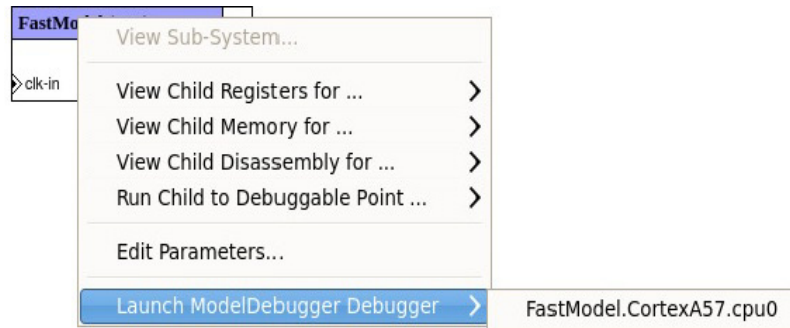 FastMo
View Sub-System...
clk-in
View Child Registers for ...
View Child Memory for ...
View Child Disassembly for ...
Run Child to Debuggable Point ...
Edit Parameters...
Launch ModelDebugger Debugger
FastModel.CortexA57.cpu0